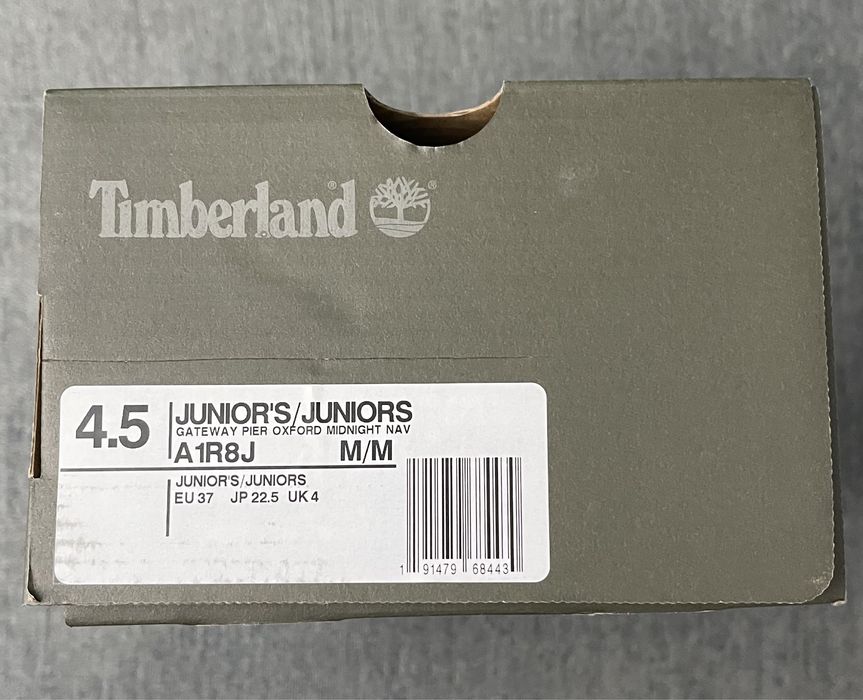 Timberland® ®
4.5
JUNIOR'S/JUNIORS
GATEWAY PIER OXFORD MIDNIGHT NAV
A1R8J M/M
JUNIOR'S/JUNIORS
EU 37 JP 22.5 UK 4
1 91479 68443